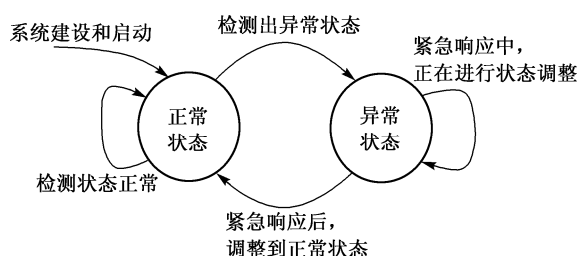 系统建设和启动
检测出异常状态
紧急响应中，
正在进行状态调整
正常
状态
异常
状态
检测状态正常
紧急响应后，
调整到正常状态